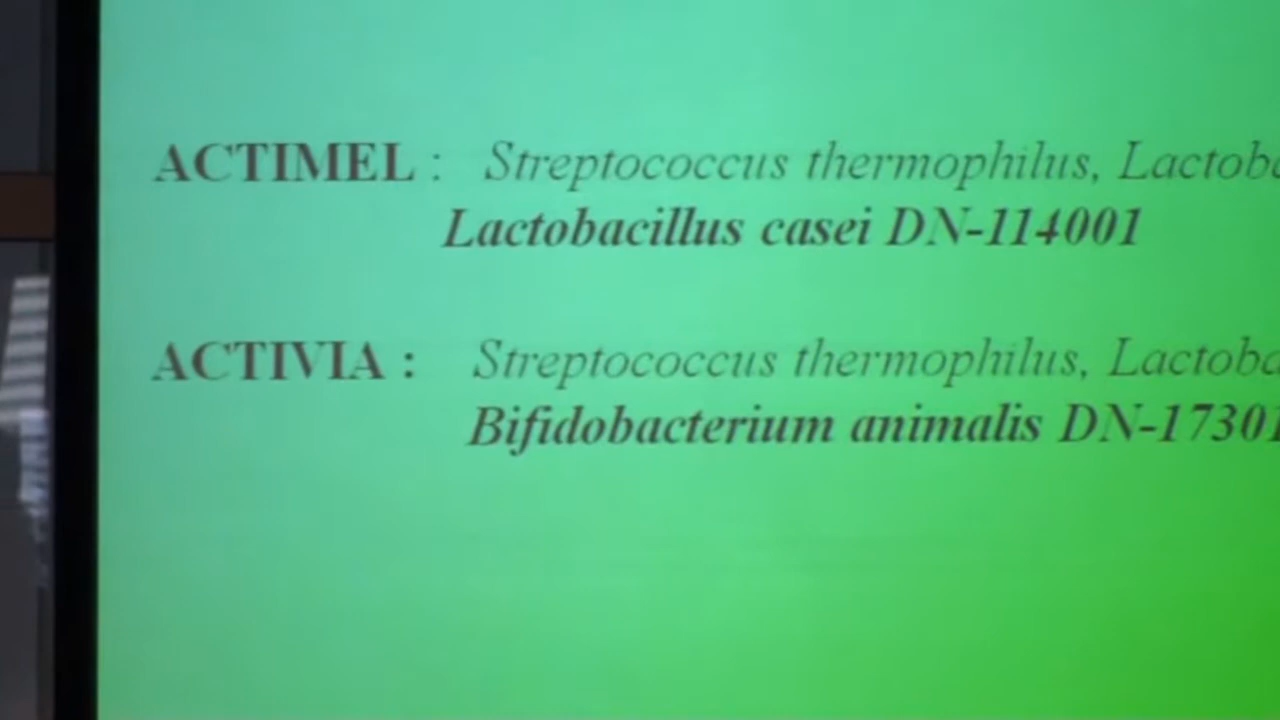 ACTIMEL : Streptococcus thermophilus,
Lactobacillus casei DN-114001
ACTIVIA : Streptococcus thermophilus,
Bifidobacterium animalis